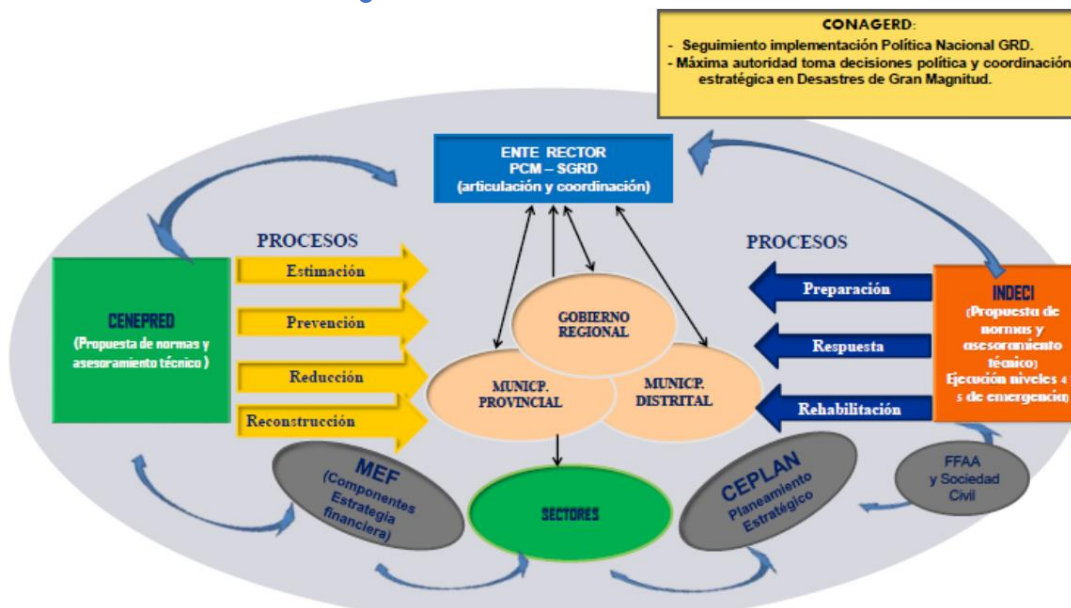 CONAGERD:
- Seguimiento implementación Política Nacional GRD.
- Máxima autoridad toma decisiones política y coordinación
estratégica en Desastres de Gran Magnitud.
ENTE RECTOR
PCM – SGRD
(articulación y coordinación)
PROCESOS
Estimación
Prevención
Reducción
Reconstrucción
CENEPRED
(Propuesta de normas y
asesoramiento técnico )
GOBIERNO
REGIONAL
MUNICP.
PROVINCIAL
MUNICP.
DISTRITAL
PROCESOS
Preparación
Respuesta
Rehabilitación
INDECI
(Propuesta de
normas y
asesoramiento
técnico)
Ejecución niveles 4
5 de emergencia)
MEF
(Componentes
Estrategia
financiera)
SECTORES
CEPLAN
Planeamiento
Estratégico
FFAA
y Sociedad
Civil